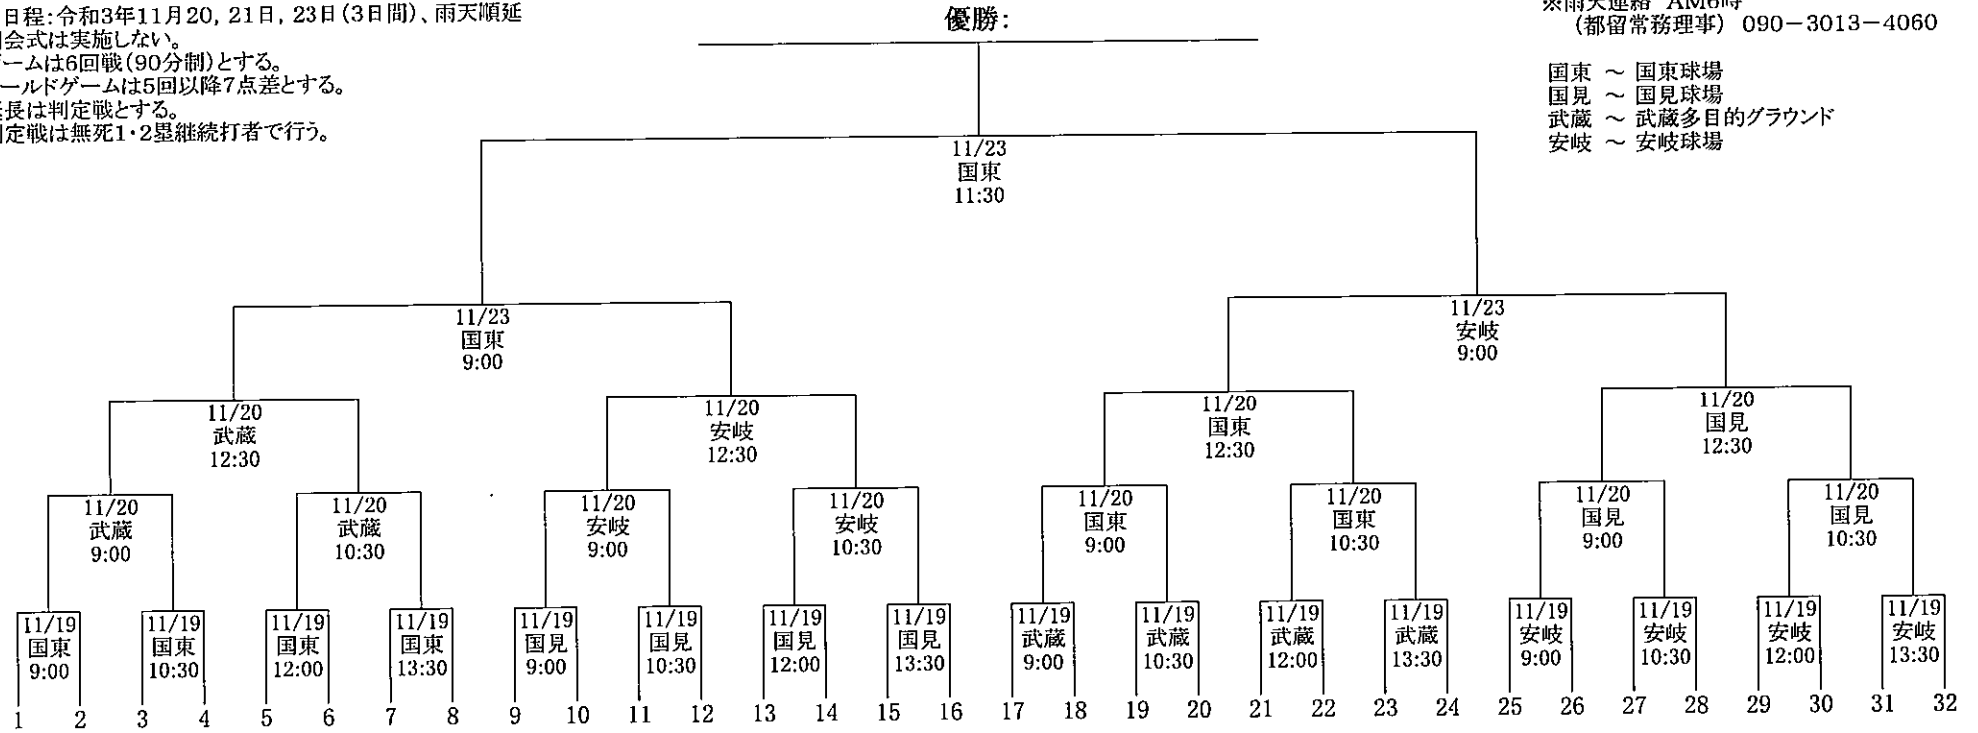 日程:令和3年11月20, 21日, 23日(3日間)、雨天順延
会式は実施しない。
ームは6回戦(90分制)とする。
ールドゲームは5回以降7点差とする。
長は判定戦とする。
定戦は無死1・2塁継続打者で行う。
優勝:
※雨天連絡 AM6時
(都留常務理事) 090-3013-4060
国東 ~ 国東球場
国見 ~ 国見球場
武蔵 ~ 武蔵多目的グラウンド
安岐 ~ 安岐球場
11/23
国東
11:30
11/23 11/23
国東 安岐
9:00 9:00
11/20 11/20 11/20 11/20
武蔵 安岐 国東 国見
12:30 12:30 12:30 12:30
11/20 11/20 11/20 11/20 11/20 11/20 11/20 11/20
武蔵 武蔵 安岐 安岐 国東 国東 国見 国見
9:00 10:30 9:00 10:30 9:00 10:30 9:00 10:30
11/19 11/19 11/19 11/19 11/19 11/19 11/19 11/19 11/19 11/19 11/19 11/19 11/19 11/19 11/19 11/19
国東 国東 国東 国東 国見 国見 国見 国見 武蔵 武蔵 武蔵 武蔵 安岐 安岐 安岐 安岐
9:00 10:30 12:00 13:30 9:00 10:30 12:00 13:30 9:00 10:30 12:00 13:30 9:00 10:30 12:00 13:30
1 2 3 4 5 6 7 8 9 10 11 12 13 14 15 16 17 18 19 20 21 22 23 24 25 26 27 28 29 30 31 32